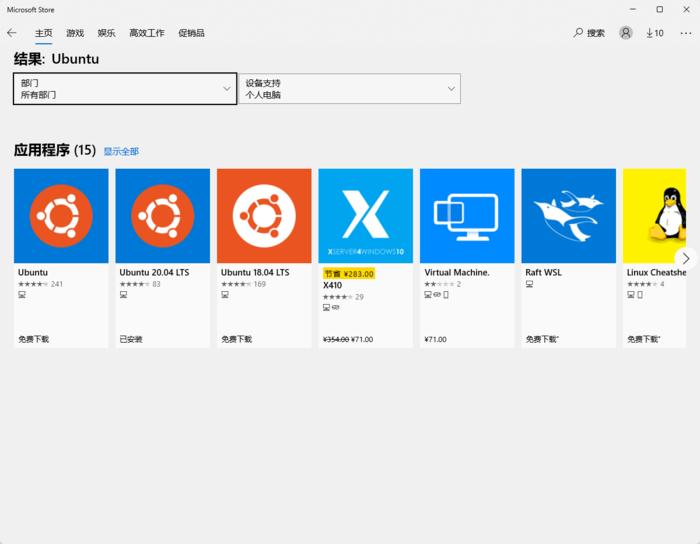 Microsoft Store
主页 游戏 娱乐 高效工作 促销品 搜索 10
结果: Ubuntu
部门
所有部门
设备支持
个人电脑
应用程序 (15) 显示全部
XSERVER4WINDOWS10
Ubuntu
241
免费下载
Ubuntu 20.04 LTS
83
已安装
Ubuntu 18.04 LTS
169
免费下载
节省 ¥283.00
X410
29
¥354.00 ¥71.00
Virtual Machine.
2
¥71.00
Raft WSL
免费下载+
Linux Cheatshe
4
免费下载+